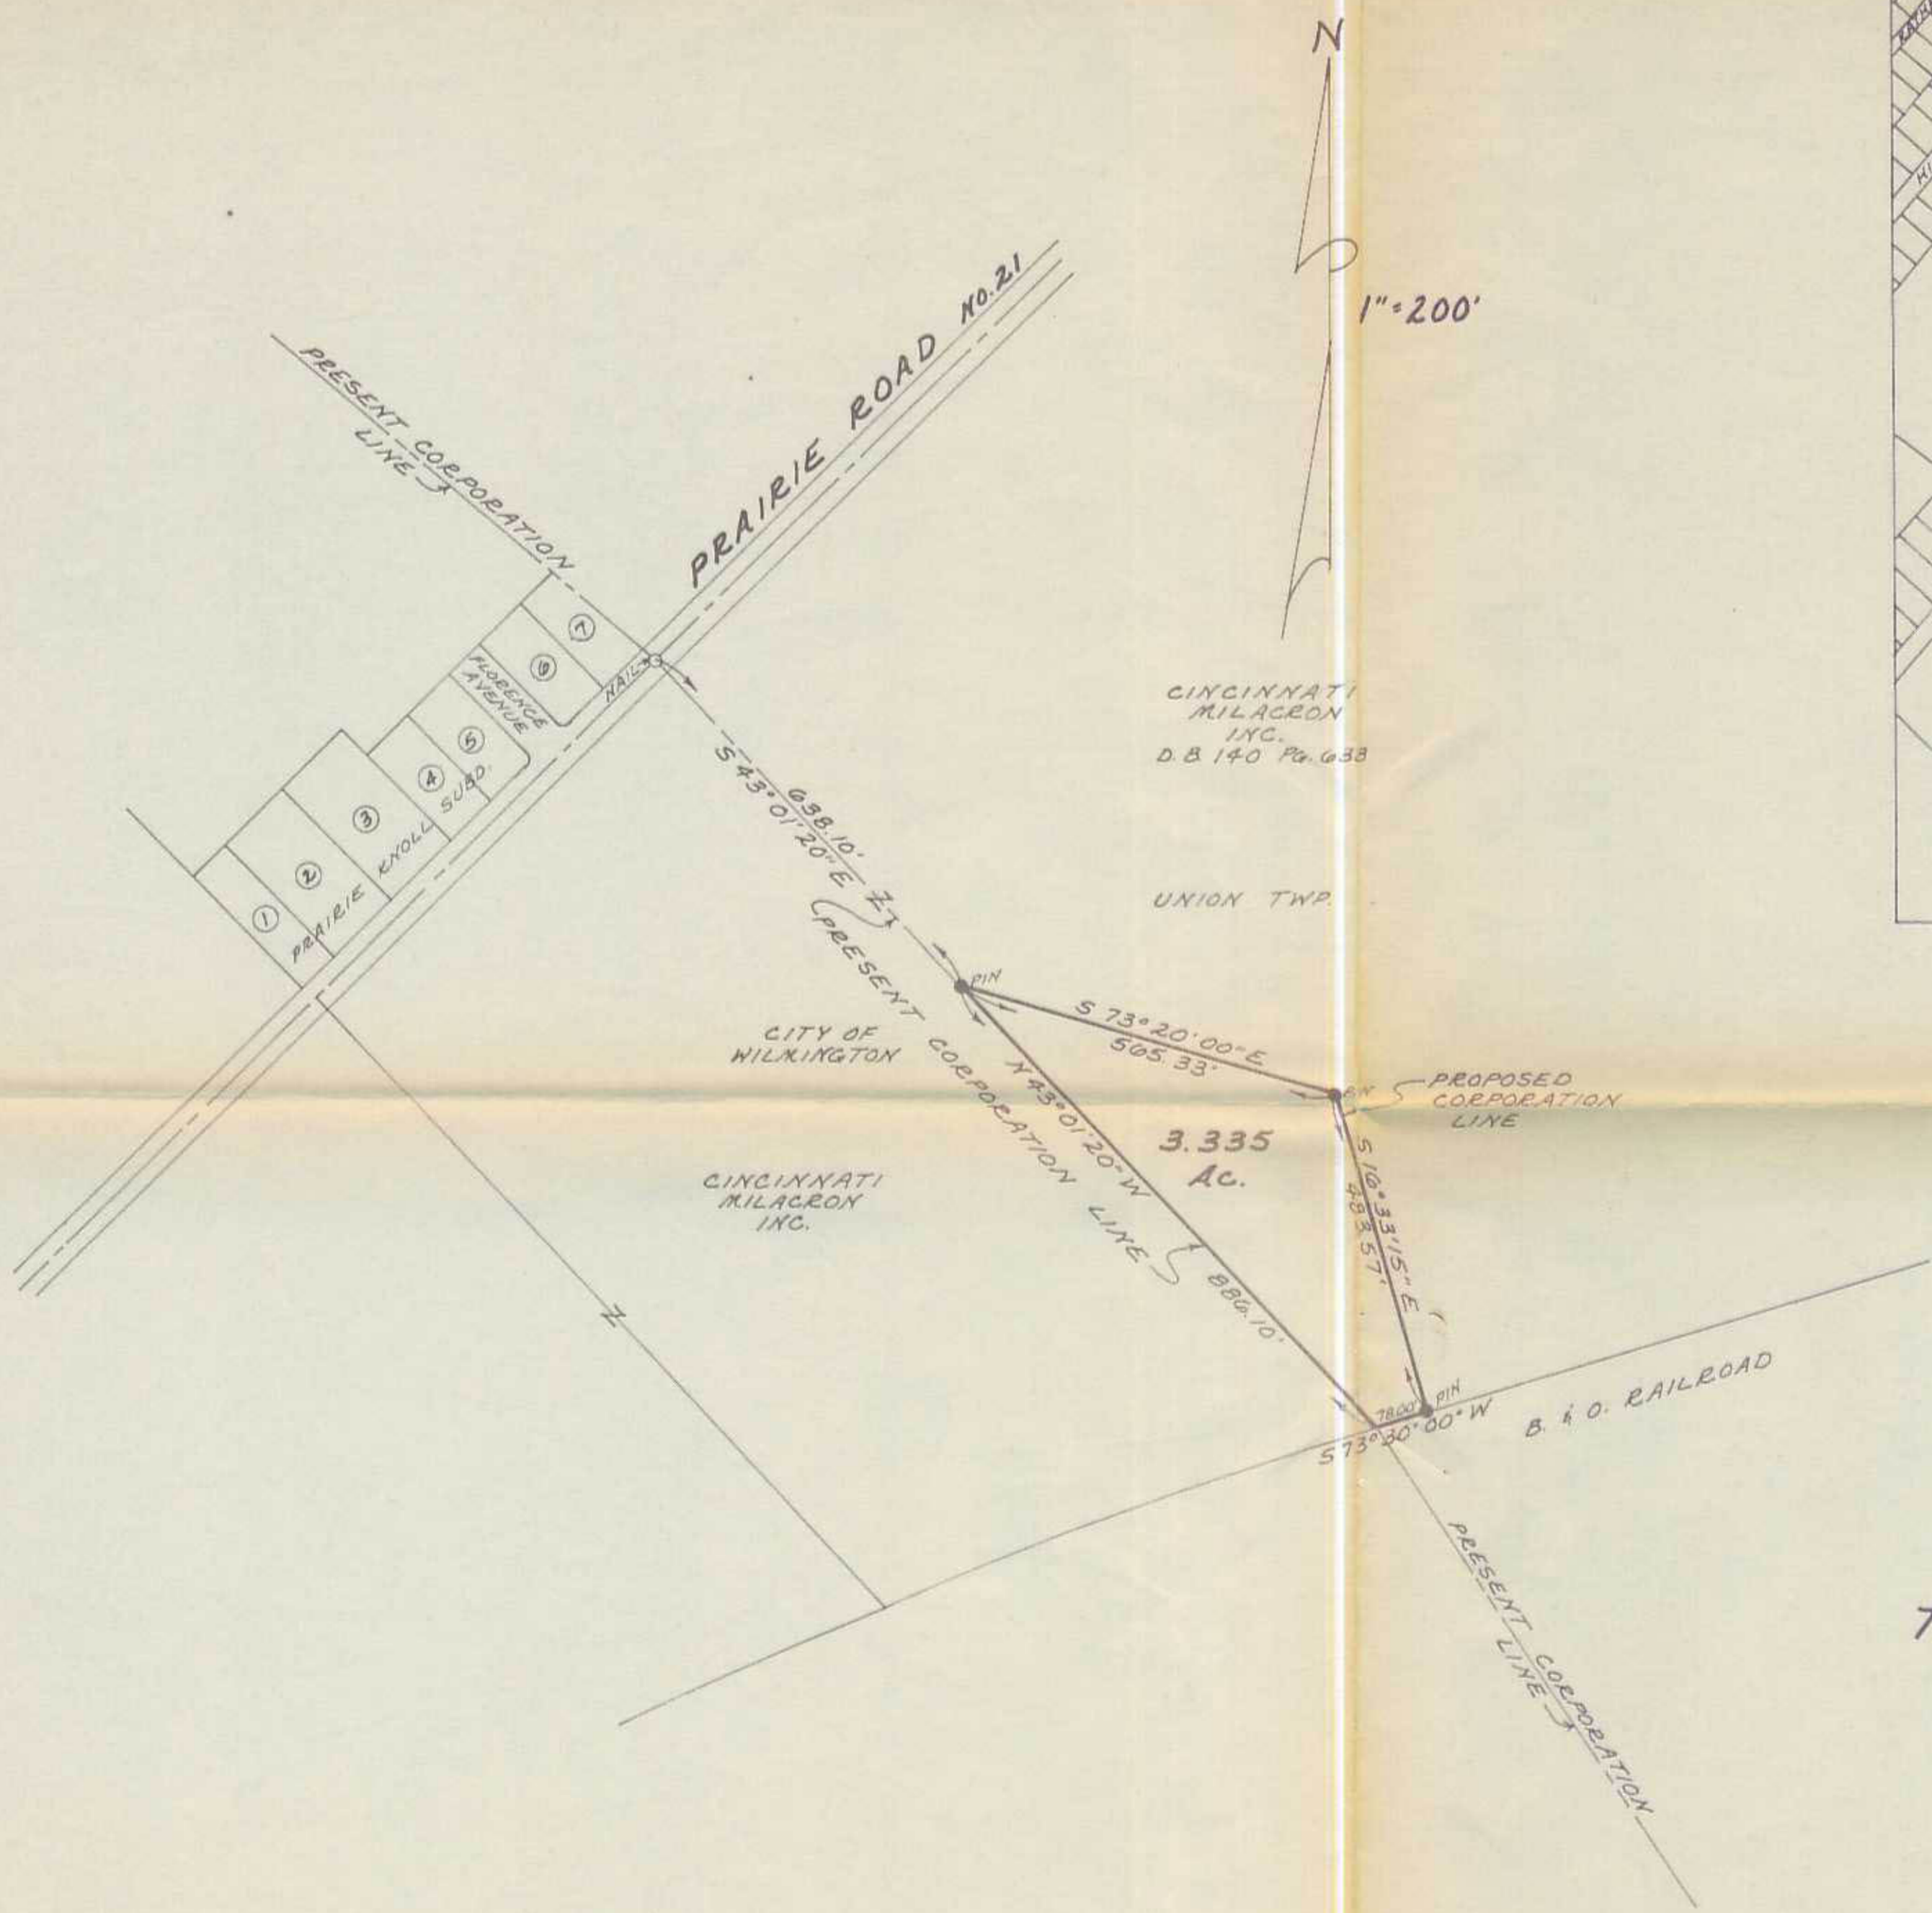 N
1"=200'
PRAIRIE ROAD NO. 21
PRESENT CORPORATION
LINE
7
6
FLORENCE
AVENUE
NAIL
5
4
3
2
1
PRAIRIE KNOLL SUBD.
638.10'
S 43° 01' 20" E
(PRESENT CORPORATION LINE
CINCINNATI
MILACRON
INC.
D.B. 140 PG. 633
UNION TWP.
PIN
S 73° 20' 00" E
565.33'
CITY OF
WILMINGTON
N 43° 01' 20" W
886.10'
PIN
PROPOSED
CORPORATION
LINE
3.335
AC.
S 16° 33' 15" E
483.57'
CINCINNATI
MILACRON
INC.
PIN
78.00'
S 73° 30' 00" W
B. & O. RAILROAD
PRESENT CORPORATION
LINE